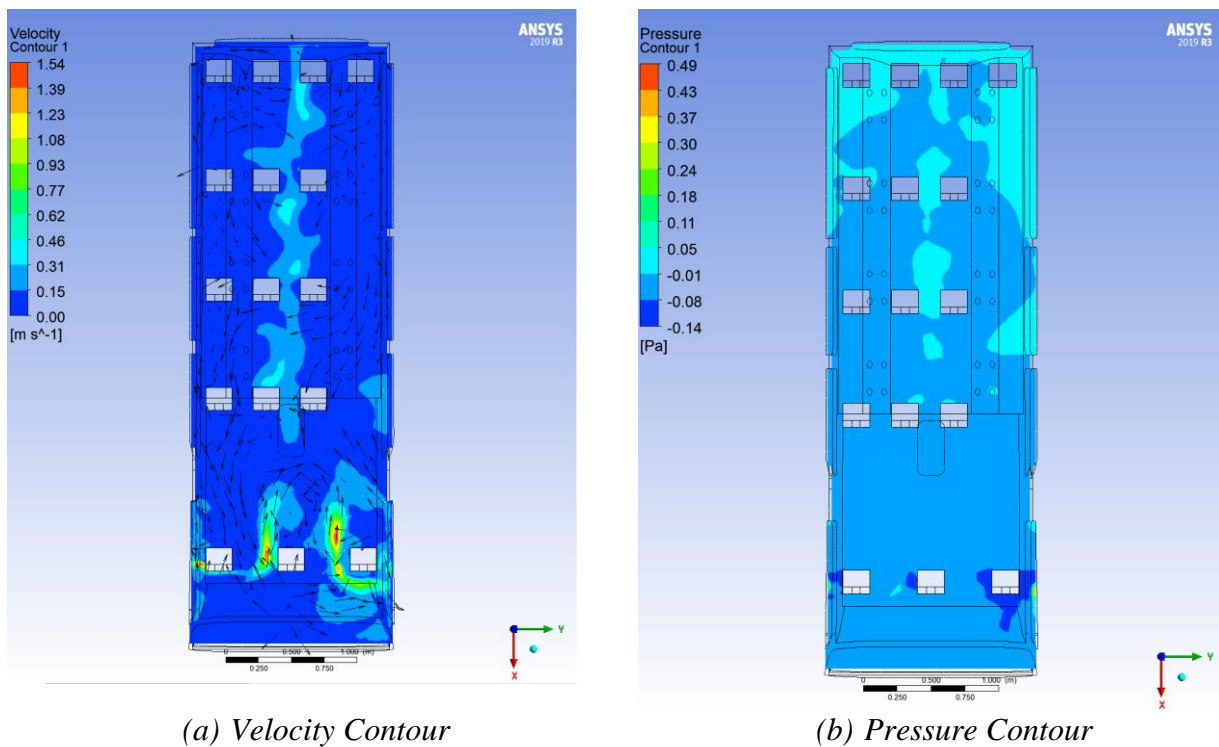 Velocity
Contour 1
1.54
1.39
1.23
1.08
0.93
0.77
0.62
0.46
0.31
0.15
0.00
[m s^-1]
ANSYS
2019 R3
0 0.500 1.000 (m)
0.250 0.750
Y
X
(a) Velocity Contour
Pressure
Contour 1
0.49
0.43
0.37
0.30
0.24
0.18
0.11
0.05
-0.01
-0.08
-0.14
[Pa]
ANSYS
2019 R3
0 0.500 1.000 (m)
0.250 0.750
Y
X
(b) Pressure Contour